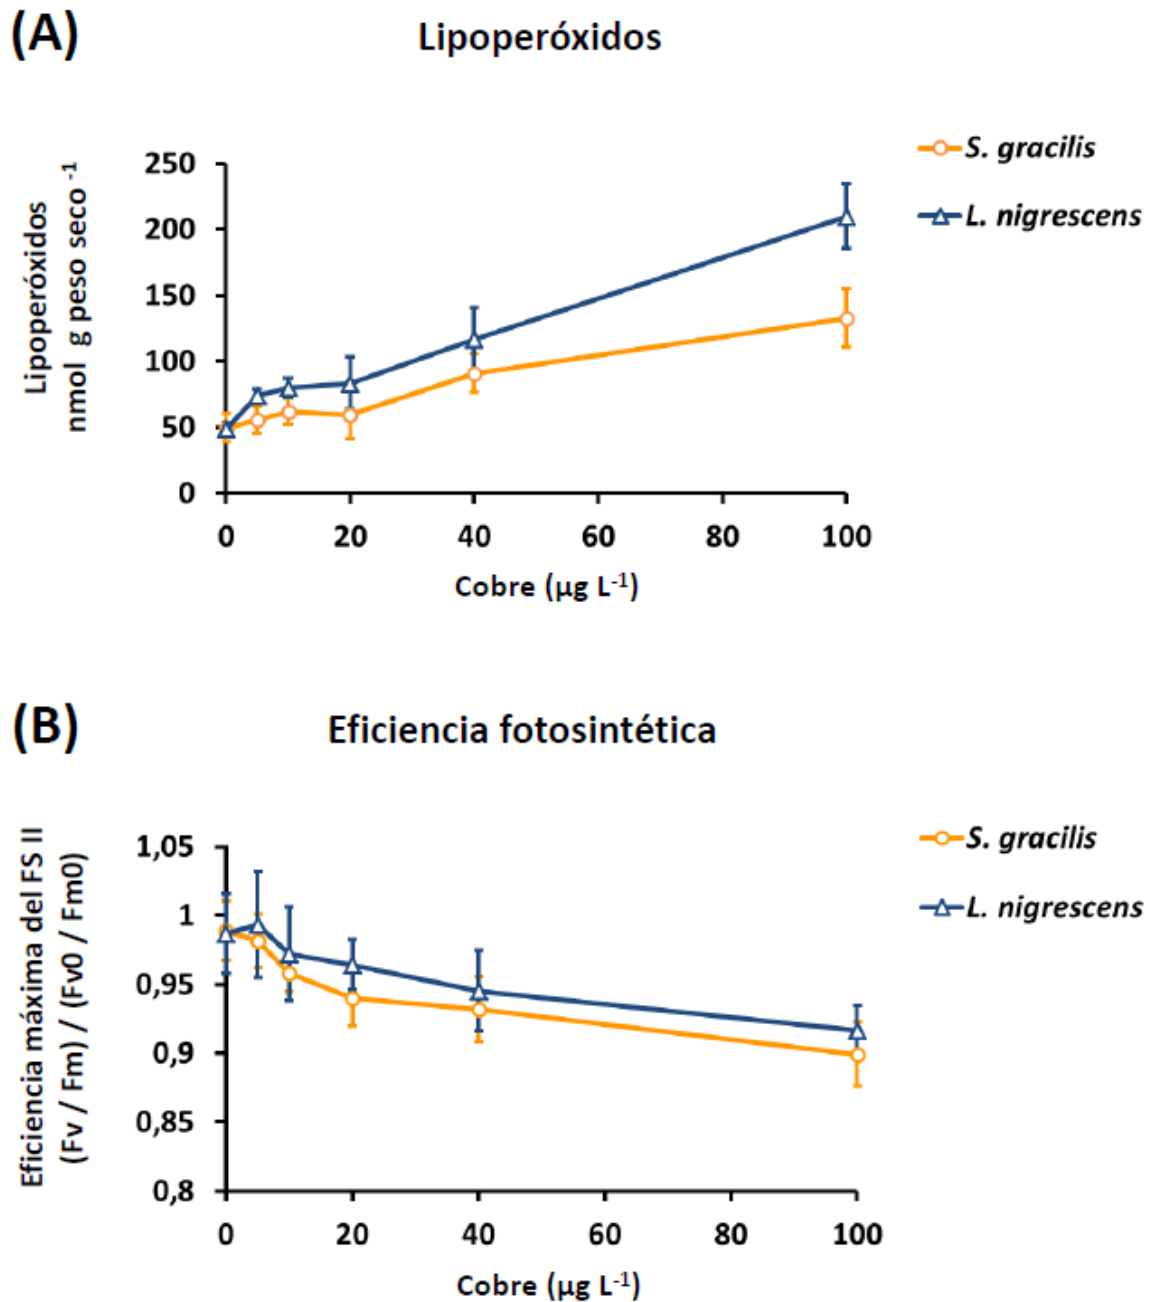 (A)
Lipoperóxidos
Lipoperóxidos
nmol g peso seco -1
250
200
150
100
50
0
0 20 40 60 80 100
Cobre (µg L-1)
S. gracilis
L. nigrescens
(B)
Eficiencia fotosintética
Eficiencia máxima del FS II
(Fv / Fm) / (Fv0 / Fm0)
1,05
1
0,95
0,9
0,85
0,8
0 20 40 60 80 100
Cobre (µg L-1)
S. gracilis
L. nigrescens